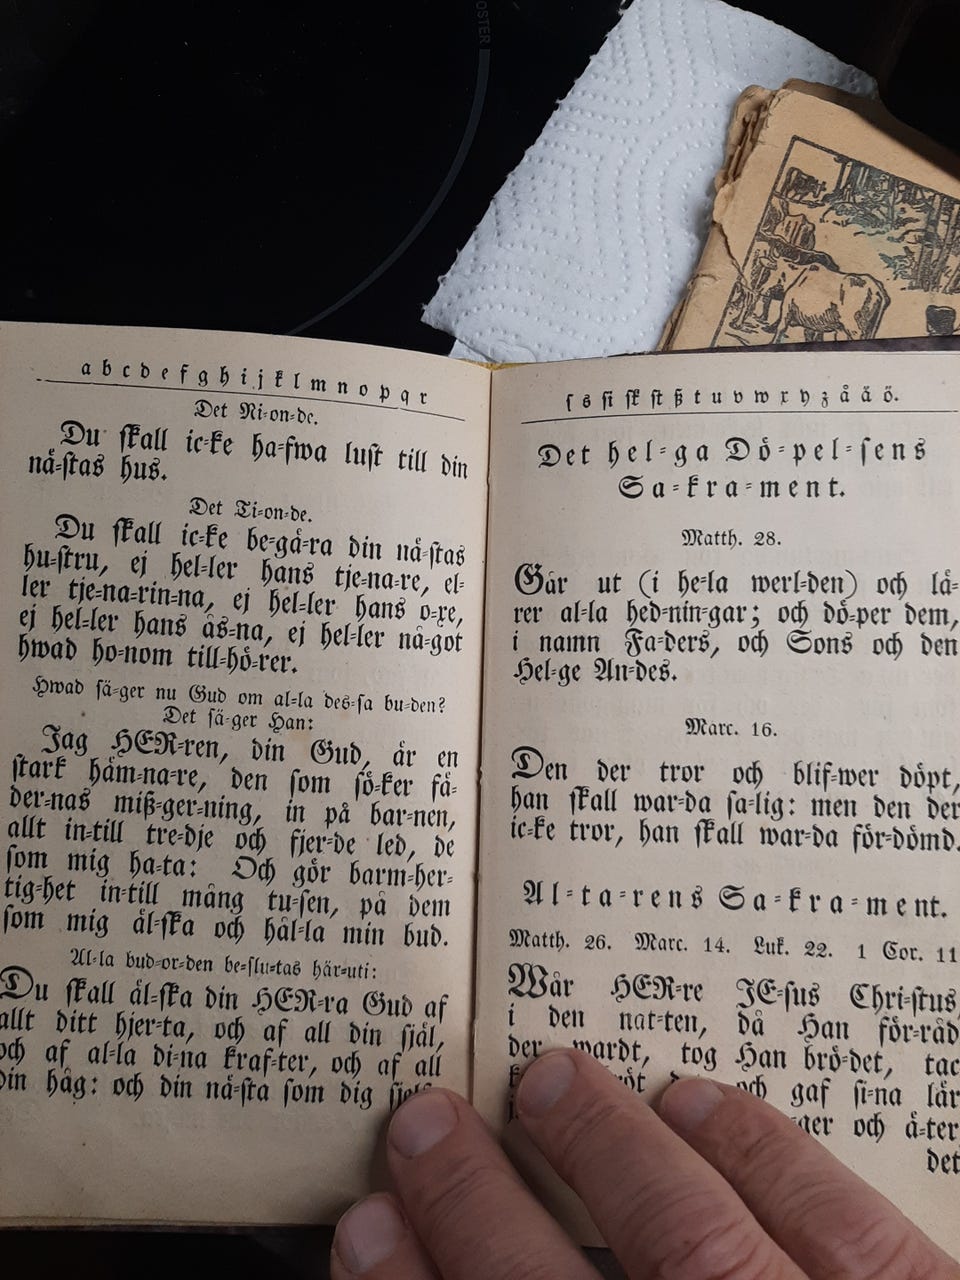 OSTER
a b c d e f g h i j k l m n o p q r
Det Ni-on-de.
Du skall ic-ke ha-fwa lust till din
nä-stas hus.
Det Ti-on-de.
Du skall ic-ke be-gä-ra din nä-stas
hu-stru, ej hel-ler hans tje-na-re, el-
ler tje-na-rin-na, ej hel-ler hans o-xe,
ej hel-ler hans ås-na, ej hel-ler nå-got
hwad ho-nom till-hö-rer.
Hwad sä-ger nu Gud om al-la des-sa bu-den?
Det sä-ger Han:
Jag HER-ren, din Gud, är en
stark häm-na-re, den som sö-ker fä-
der-nas miß-ger-ning, in på bar-nen,
allt in-till tre-dje och fjer-de led, de
som mig ha-ta: Och gör barm-her-
tig-het in-till mång tu-sen, på dem
som mig äl-ska och hål-la min bud.
Al-la bud-or-den be-slu-tas här-uti:
Du skall äl-ska din HER-ra Gud af
allt ditt hjer-ta, och af all din själ,
och af al-la di-na kraf-ter, och af all
din håg: och din nä-sta som dig
ſ s ſi ſk ſt ß t u v w x y z å ä ö.
Det hel-ga Dö-pel-sens
Sa-kra-ment.
Matth. 28.
Går ut (i he-la werl-den) och lä-
rer al-la hed-nin-gar; och dö-per dem,
i namn Fa-ders, och Sons och den
Hel-ge An-des.
Marc. 16.
Den der tror och blif-wer döpt,
han skall war-da sa-lig: men den der
ic-ke tror, han skall war-da för-dömd.
Al-ta-rens Sa-kra-ment.
Matth. 26. Marc. 14. Luk. 22. 1 Cor. 11
Wår HER-re JE-sus Chri-stus
i den nat-ten, då Han för-råd
der wardt, tog Han brö-det, tac
och gaf si-na lär
och å-ter
det